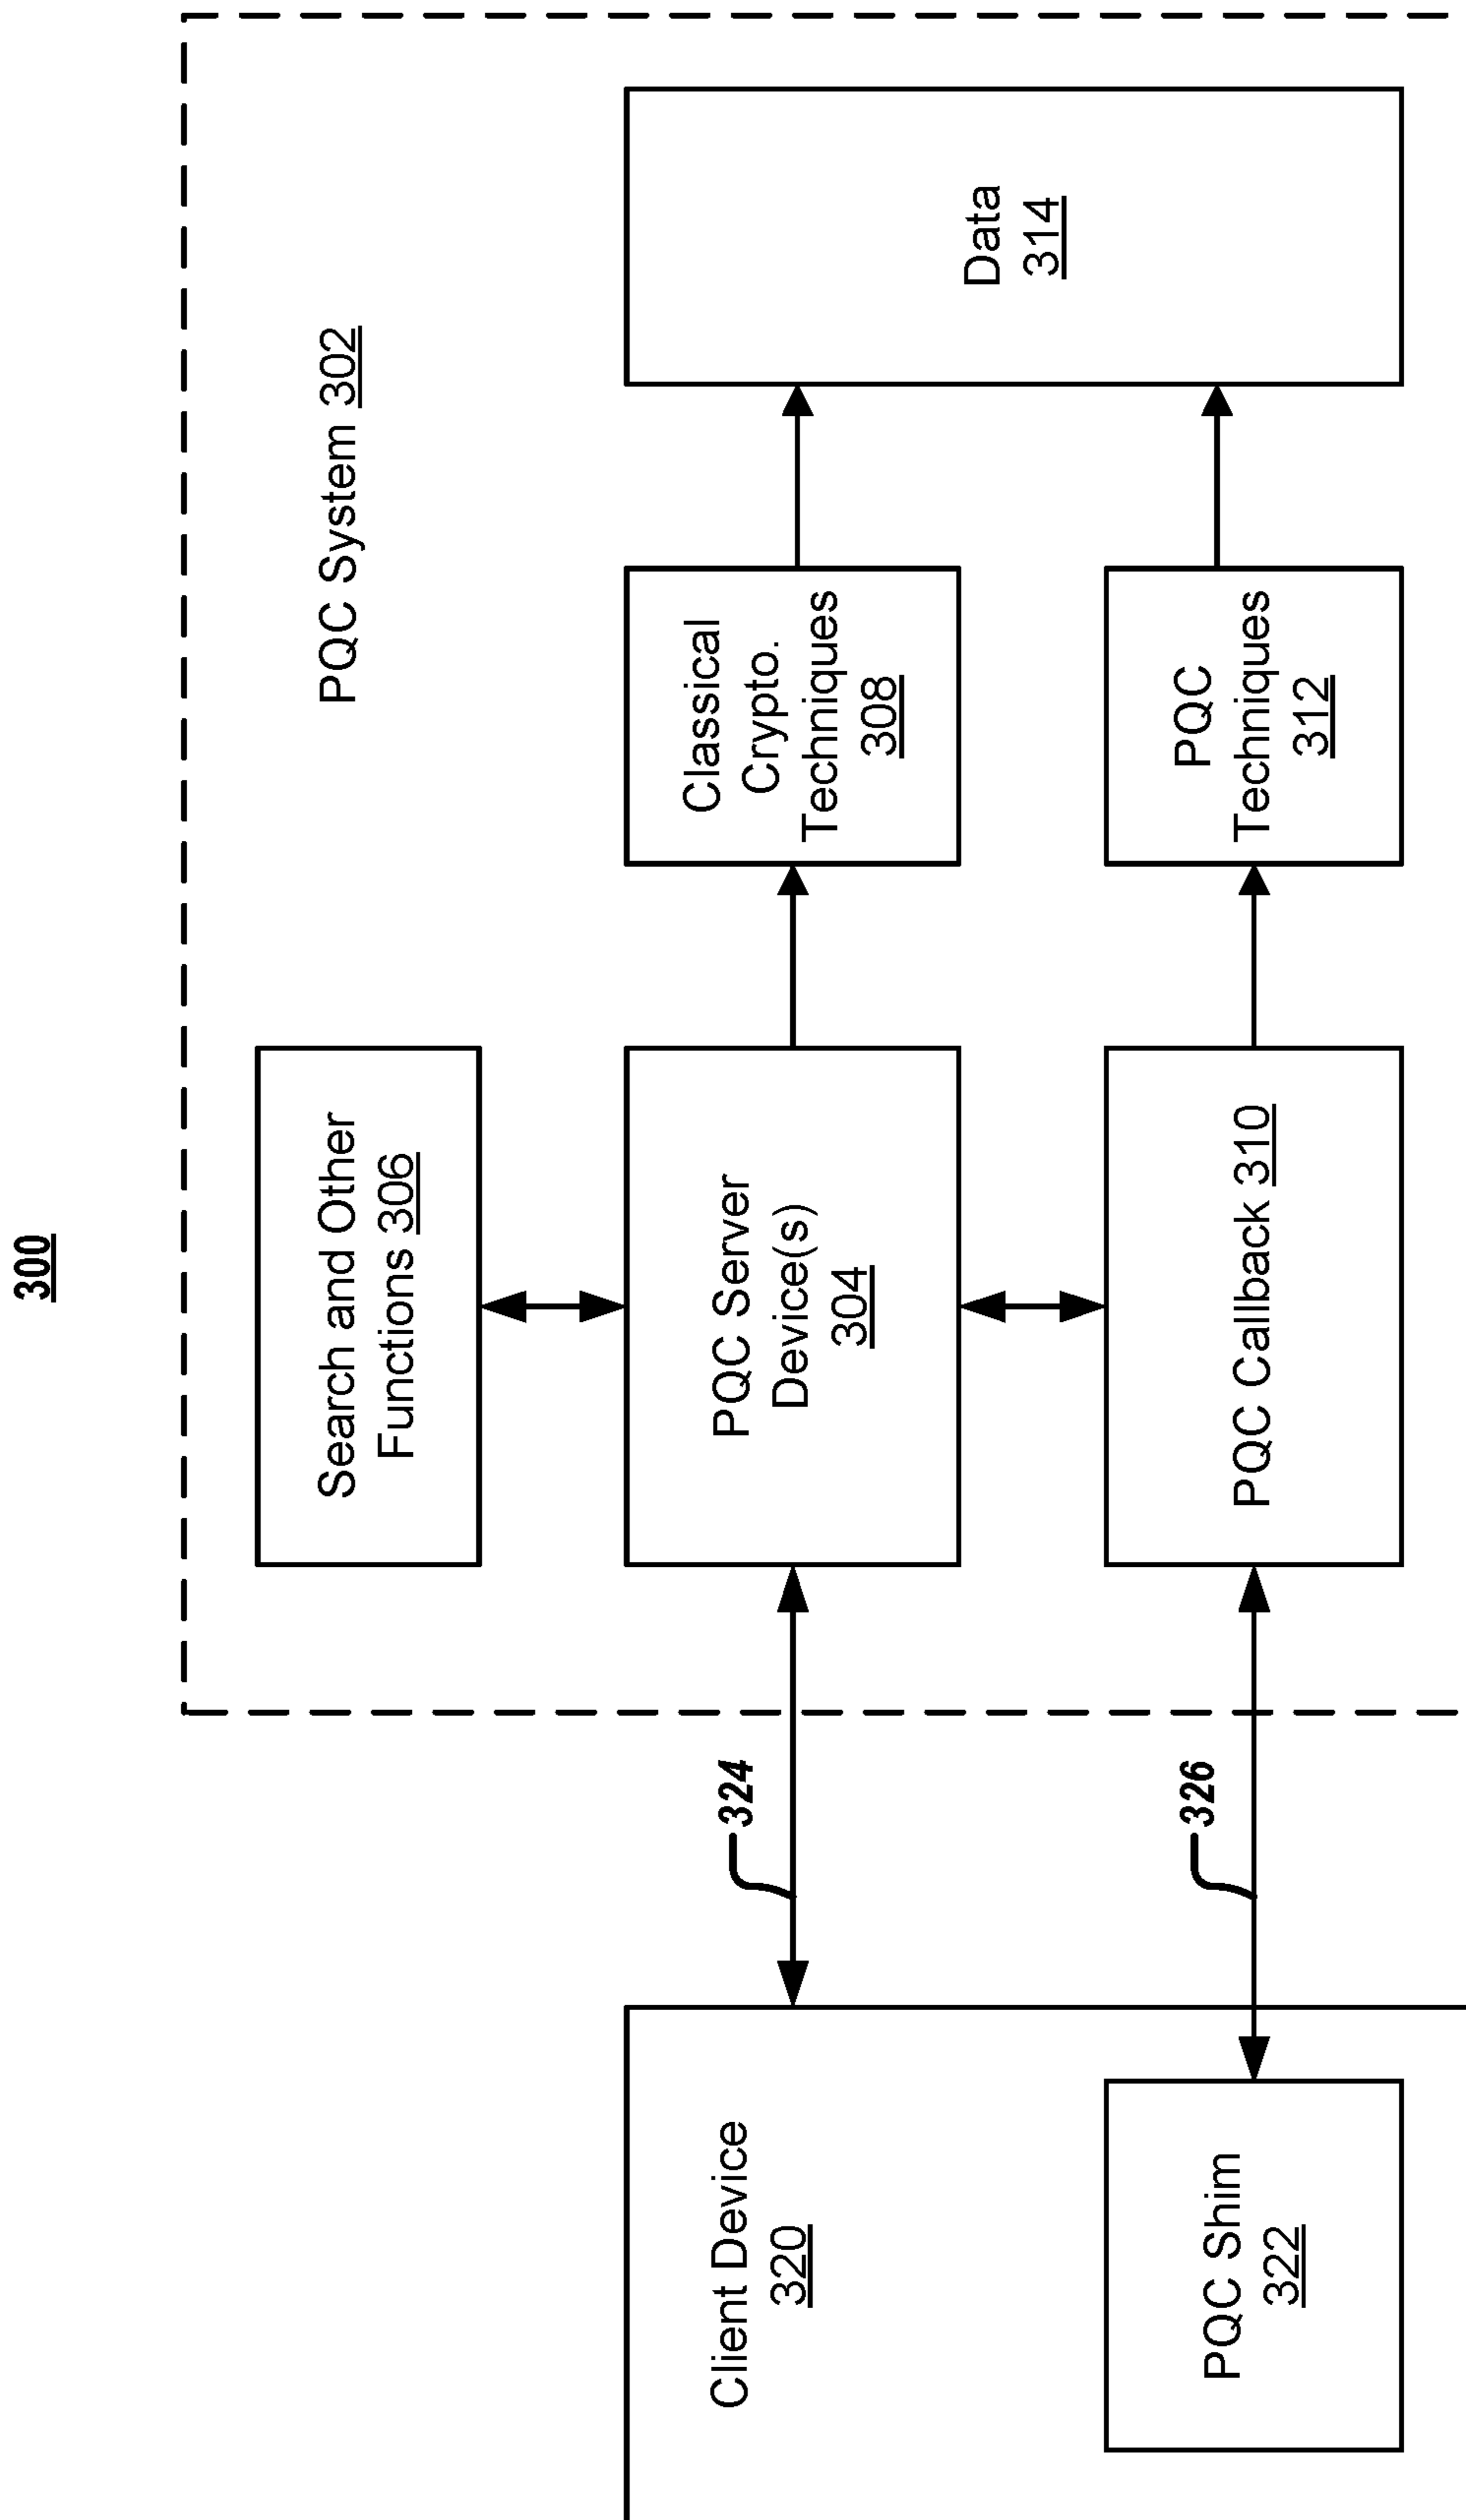 300
PQC System 302
Search and Other
Functions 306
Client Device
320
324
PQC Server
Device(s)
304
Classical
Crypto.
Techniques
308
Data
314
PQC Shim
322
326
PQC Callback 310
PQC
Techniques
312